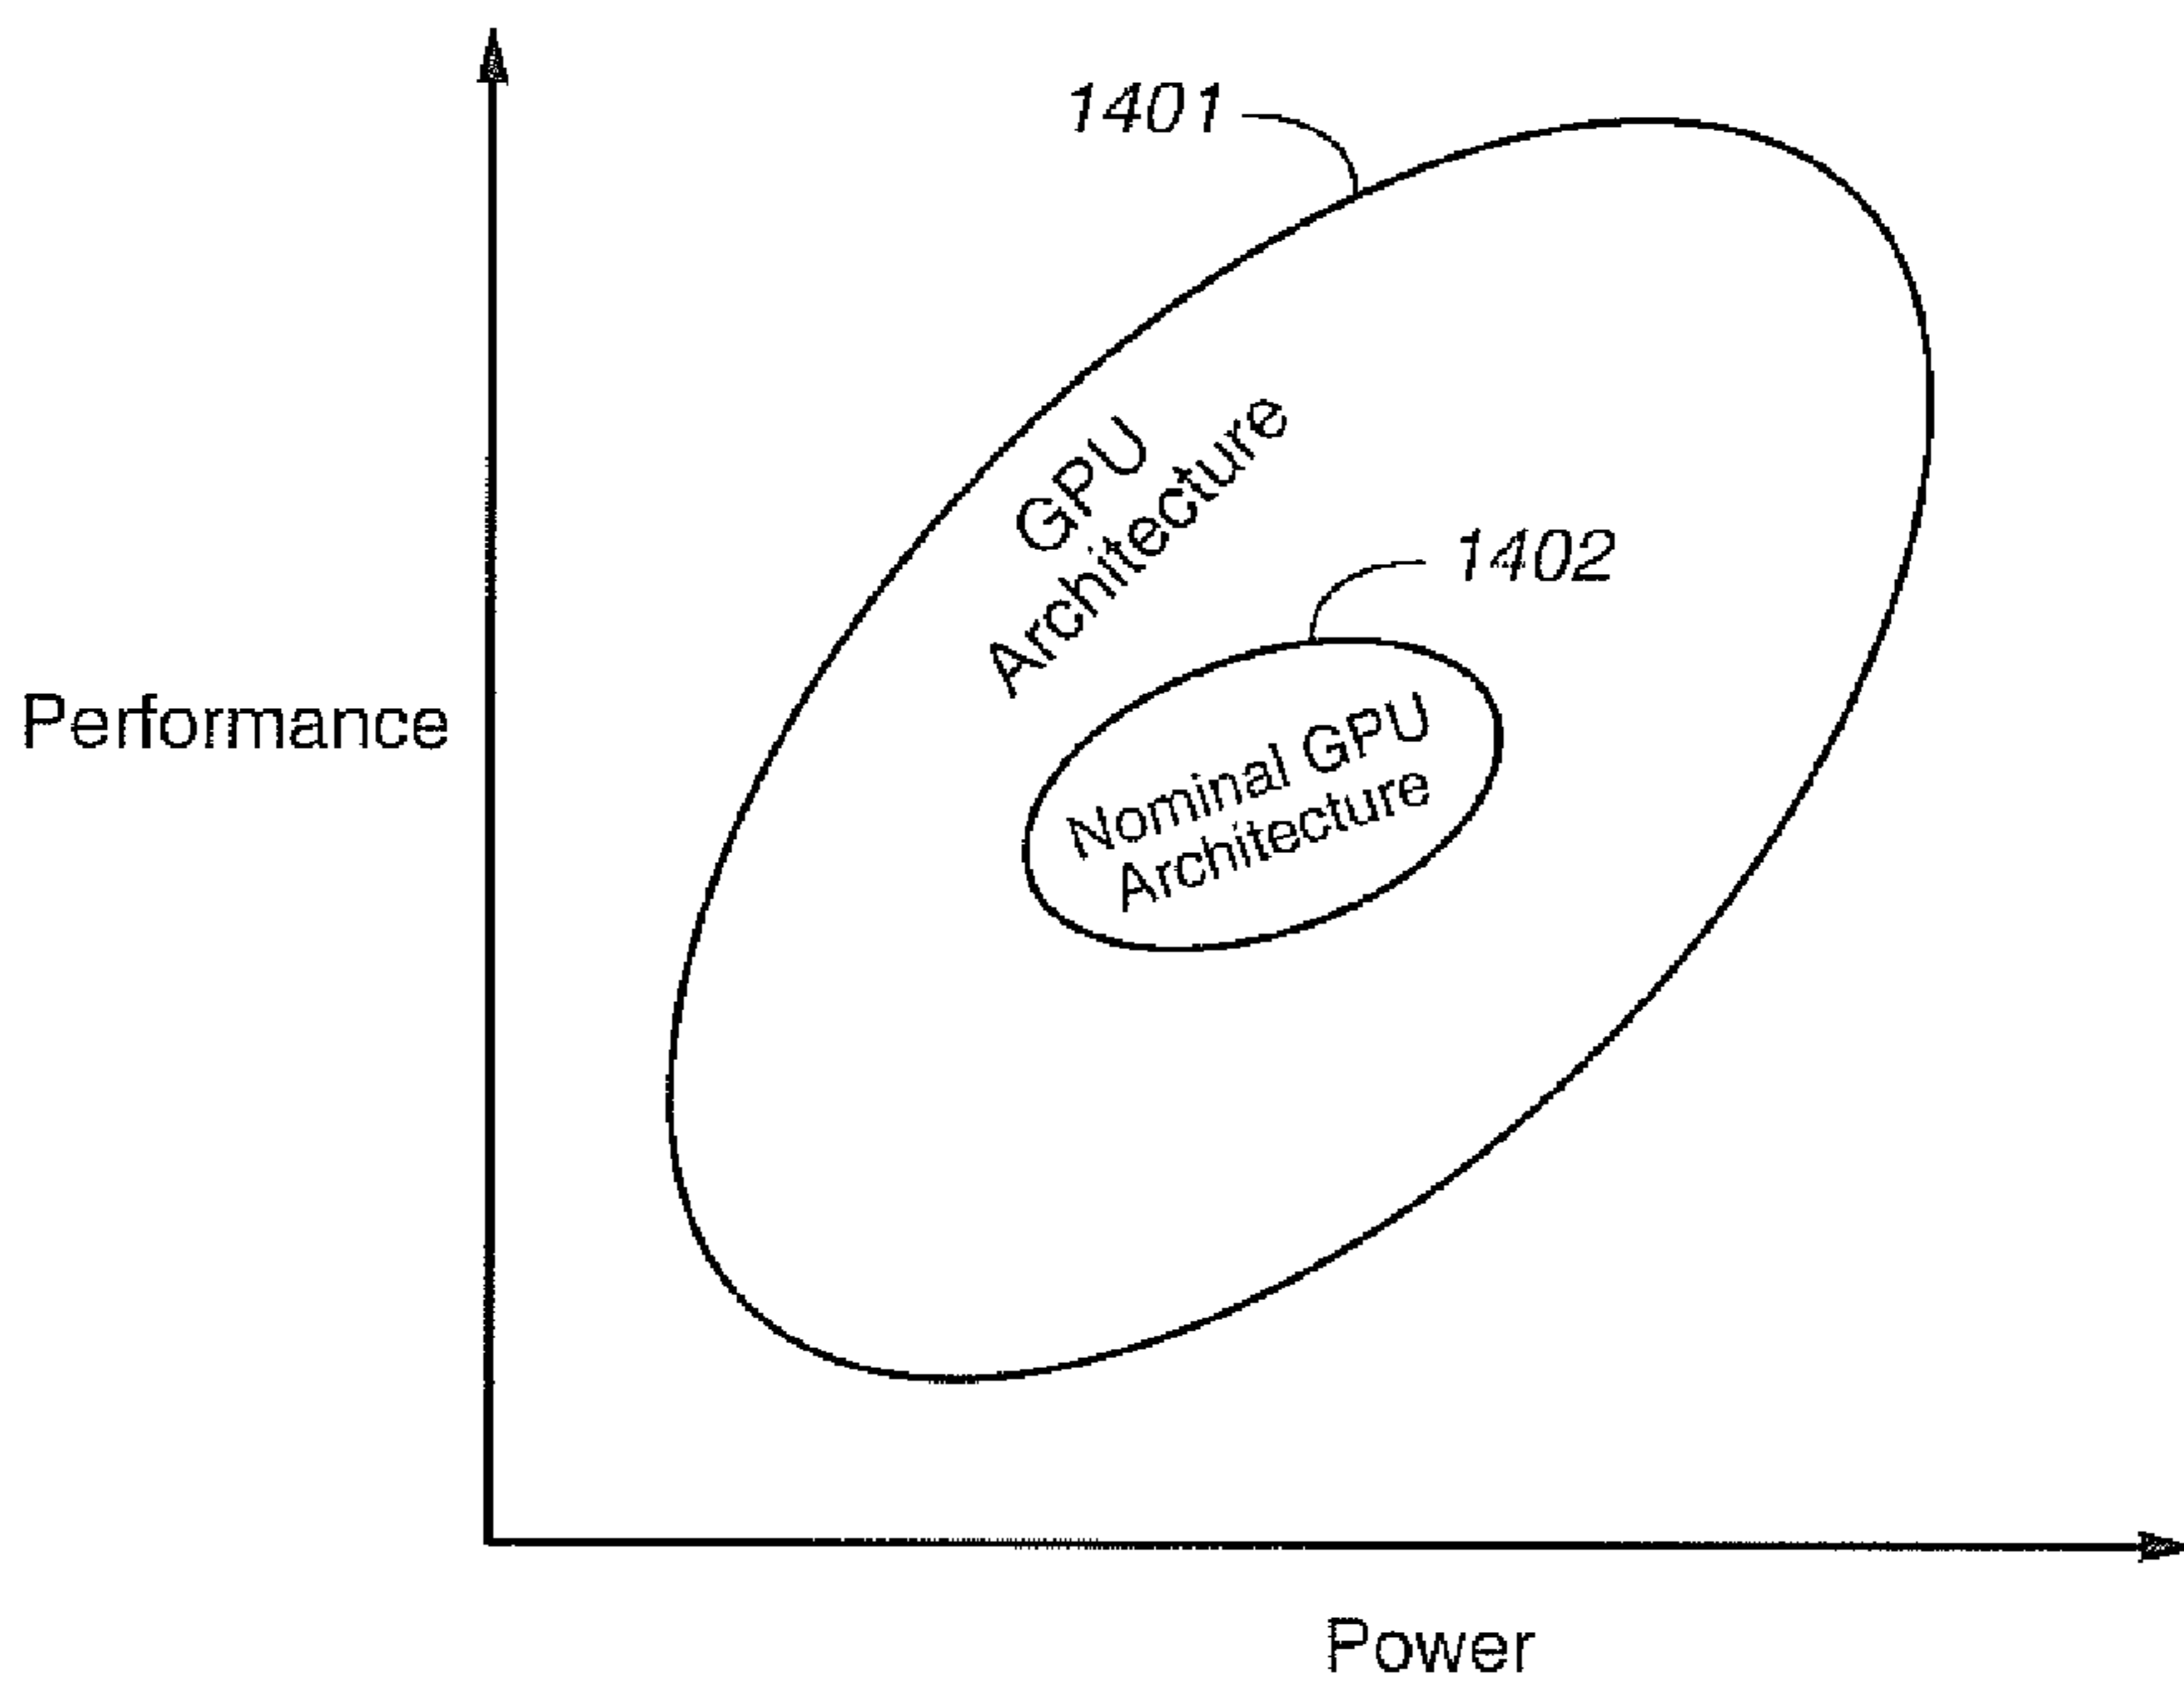 1401
GPU
Architecture
1402
Performance
Nominal GPU
Architecture
Power